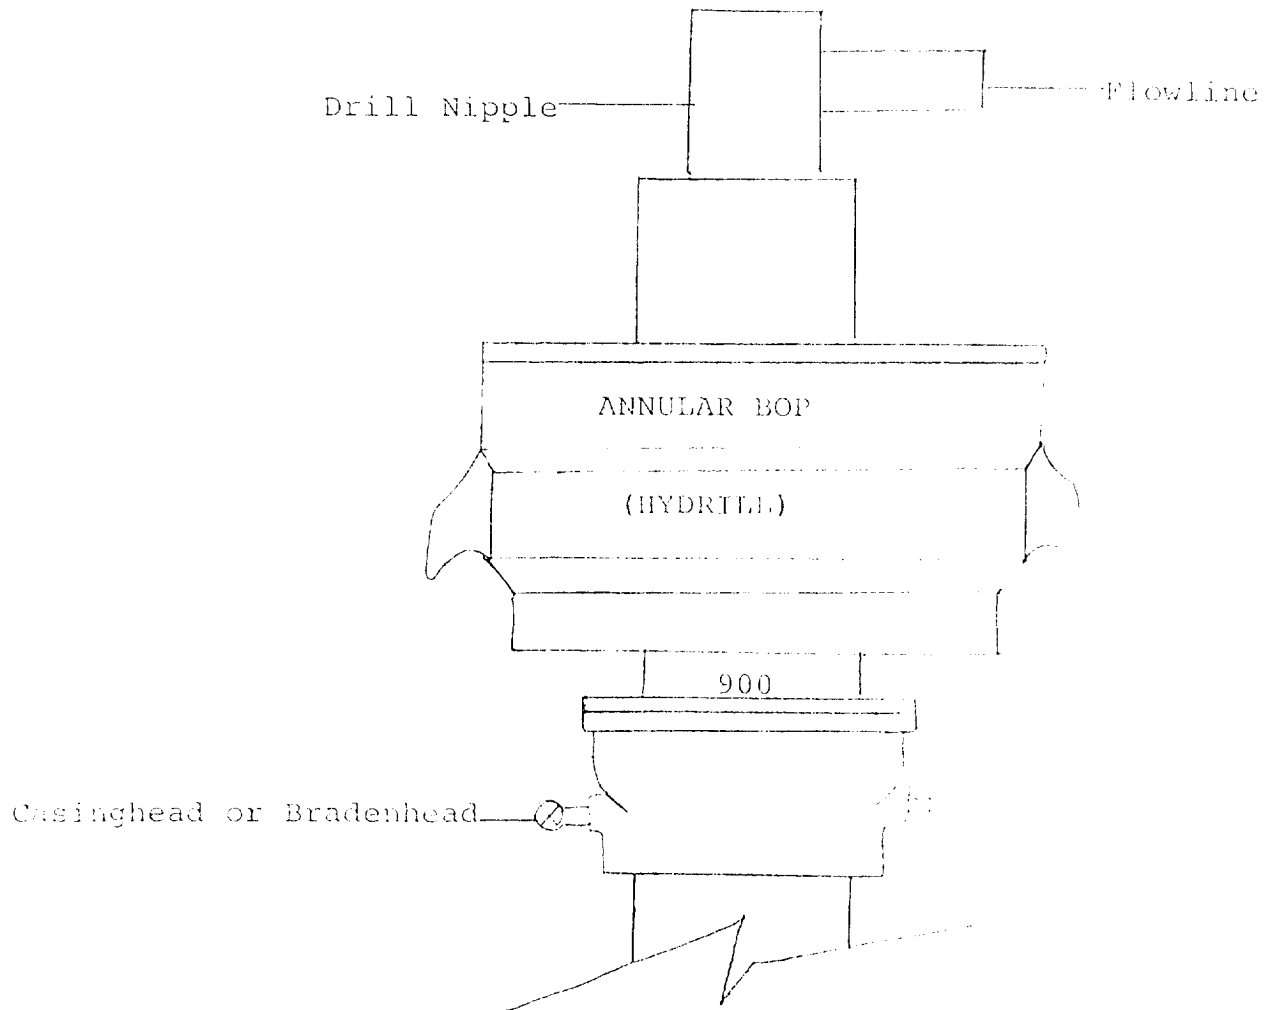 Drill Nipple
Flowline
ANNULAR BOP
(HYDRILL)
900
Casinghead or Bradenhead